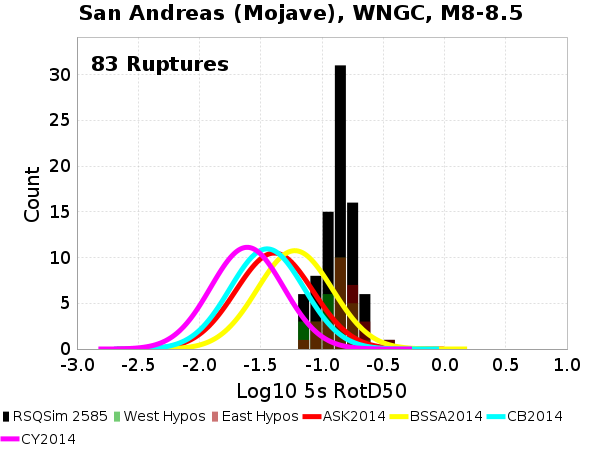 San Andreas (Mojave), WNGC, M8-8.5
83 Ruptures
30
25
20
15
10
5
0
Count
-3.0 -2.5 -2.0 -1.5 -1.0 -0.5 0.0 0.5 1.0
Log10 5s RotD50
RSQSim 2585 West Hypos East Hypos ASK2014 BSSA2014 CB2014
CY2014